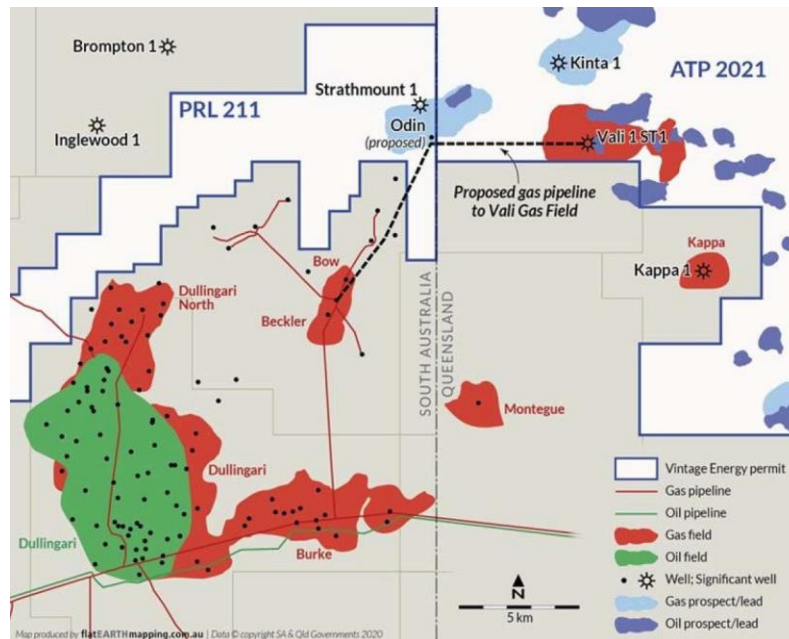 Brompton 1
Inglewood 1
PRL 211
Strathmount 1
Odin
(proposed)
Kinta 1
ATP 2021
Vali 1 ST1
Proposed gas pipeline
to Vali Gas Field
Kappa
Kappa 1
Bow
Beckler
Dullingari
North
SOUTH AUSTRALIA
QUEENSLAND
Montegue
Dullingari
Dullingari
Burke
Vintage Energy permit
Gas pipeline
Oil pipeline
Gas field
Oil field
Well; Significant well
Gas prospect/lead
Oil prospect/lead
N
5 km
Map produced by flatEARTHmapping.com.au | Data © copyright SA & Qld Governments 2020